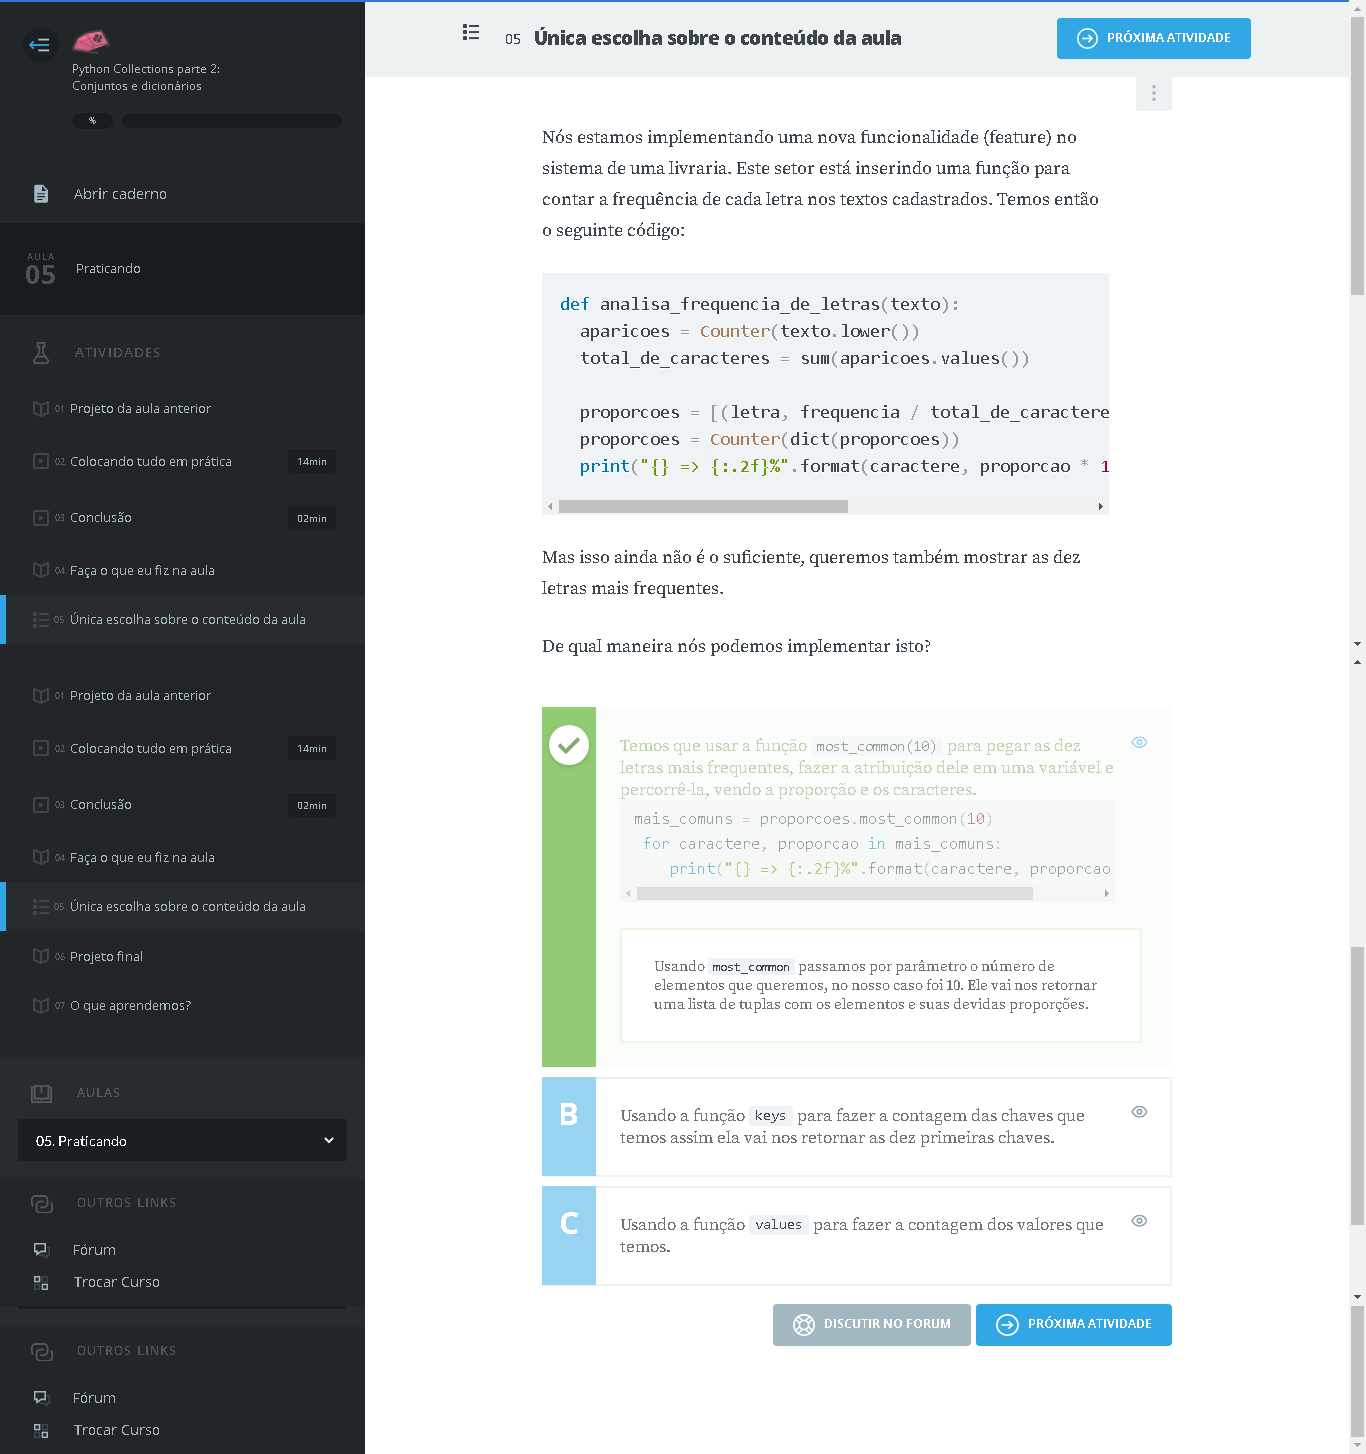 Python Collections parte 2:
Conjuntos e dicionários
%
Abrir caderno
AULA
05
Praticando
ATIVIDADES
01 Projeto da aula anterior
02 Colocando tudo em prática 14min
03 Conclusão 02min
04 Faça o que eu fiz na aula
05 Única escolha sobre o conteúdo da aula
01 Projeto da aula anterior
02 Colocando tudo em prática 14min
03 Conclusão 02min
04 Faça o que eu fiz na aula
05 Única escolha sobre o conteúdo da aula
06 Projeto final
07 O que aprendemos?
AULAS
05. Praticando
OUTROS LINKS
Fórum
Trocar Curso
OUTROS LINKS
Fórum
Trocar Curso
05 Única escolha sobre o conteúdo da aula
PRÓXIMA ATIVIDADE
Nós estamos implementando uma nova funcionalidade (feature) no
sistema de uma livraria. Este setor está inserindo uma função para
contar a frequência de cada letra nos textos cadastrados. Temos então
o seguinte código:
def analisa_frequencia_de_letras(texto):
  aparicoes = Counter(texto.lower())
  total_de_caracteres = sum(aparicoes.values())
  proporcoes = [(letra, frequencia / total_de_caractere
  proporcoes = Counter(dict(proporcoes))
  print("{} => {:.2f}%".format(caractere, proporcao * 1
Mas isso ainda não é o suficiente, queremos também mostrar as dez
letras mais frequentes.
De qual maneira nós podemos implementar isto?
Temos que usar a função most_common(10) para pegar as dez
letras mais frequentes, fazer a atribuição dele em uma variável e
percorrê-la, vendo a proporção e os caracteres.
mais_comuns = proporcoes.most_common(10)
 for caractere, proporcao in mais_comuns:
    print("{} => {:.2f}%".format(caractere, proporcao
Usando most_common passamos por parâmetro o número de
elementos que queremos, no nosso caso foi 10. Ele vai nos retornar
uma lista de tuplas com os elementos e suas devidas proporções.
B
Usando a função keys para fazer a contagem das chaves que
temos assim ela vai nos retornar as dez primeiras chaves.
C
Usando a função values para fazer a contagem dos valores que
temos.
DISCUTIR NO FORUM
PRÓXIMA ATIVIDADE